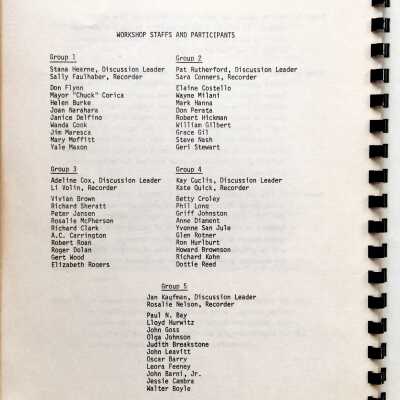 WORKSHOP STAFFS AND PARTICIPANTS
Group 1
Stana Hearne, Discussion Leader
Sally Faulhaber, Recorder
Don Flynn
Mayor "Chuck" Corica
Helen Burke
Joan Narahara
Janice Delfino
Wanda Cook
Jim Maresca
Mary Moffitt
Yale Maxon
Group 2
Pat Rutherford, Discussion Leader
Sara Conners, Recorder
Elaine Costello
Wayne Milani
Mark Hanna
Don Perata
Robert Hickman
William Gilbert
Grace Gil
Steve Nash
Geri Stewart
Group 3
Adeline Cox, Discussion Leader
Li Volin, Recorder
Vivian Brown
Richard Sheratt
Peter Jansen
Rosalie McPherson
Richard Clark
A.C. Carrington
Robert Roan
Roger Dolan
Gert Wood
Elizabeth Rogers
Group 4
Kay Cuclis, Discussion Leader
Kate Quick, Recorder
Betty Croley
Phil Long
Griff Johnston
Anne Diament
Yvonne San Jule
Glen Rotner
Ron Hurlburt
Howard Brownson
Richard Kohn
Dottie Reed
Group 5
Jan Kaufman, Discussion Leader
Rosalie Nelson, Recorder
Paul N. Bay
Lloyd Hurwitz
John Goss
Olga Johnson
Judith Breakstone
John Leavitt
Oscar Barry
Leora Feeney
John Barni, Jr.
Jessie Cambra
Walter Boyle